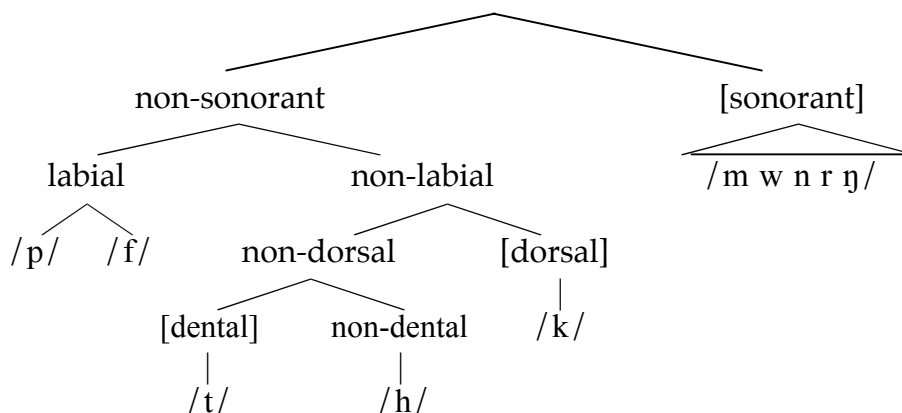 non-sonorant [sonorant]
labial non-labial /m w n r ŋ/
/p/ /f/ non-dorsal [dorsal]
[dental] non-dental /k/
/t/ /h/